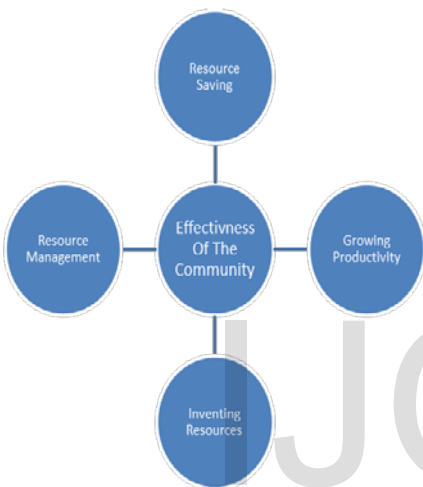 Resource
Saving
Resource
Management
Effectivness
Of The
Community
Growing
Productivity
Inventing
Resources
IJC